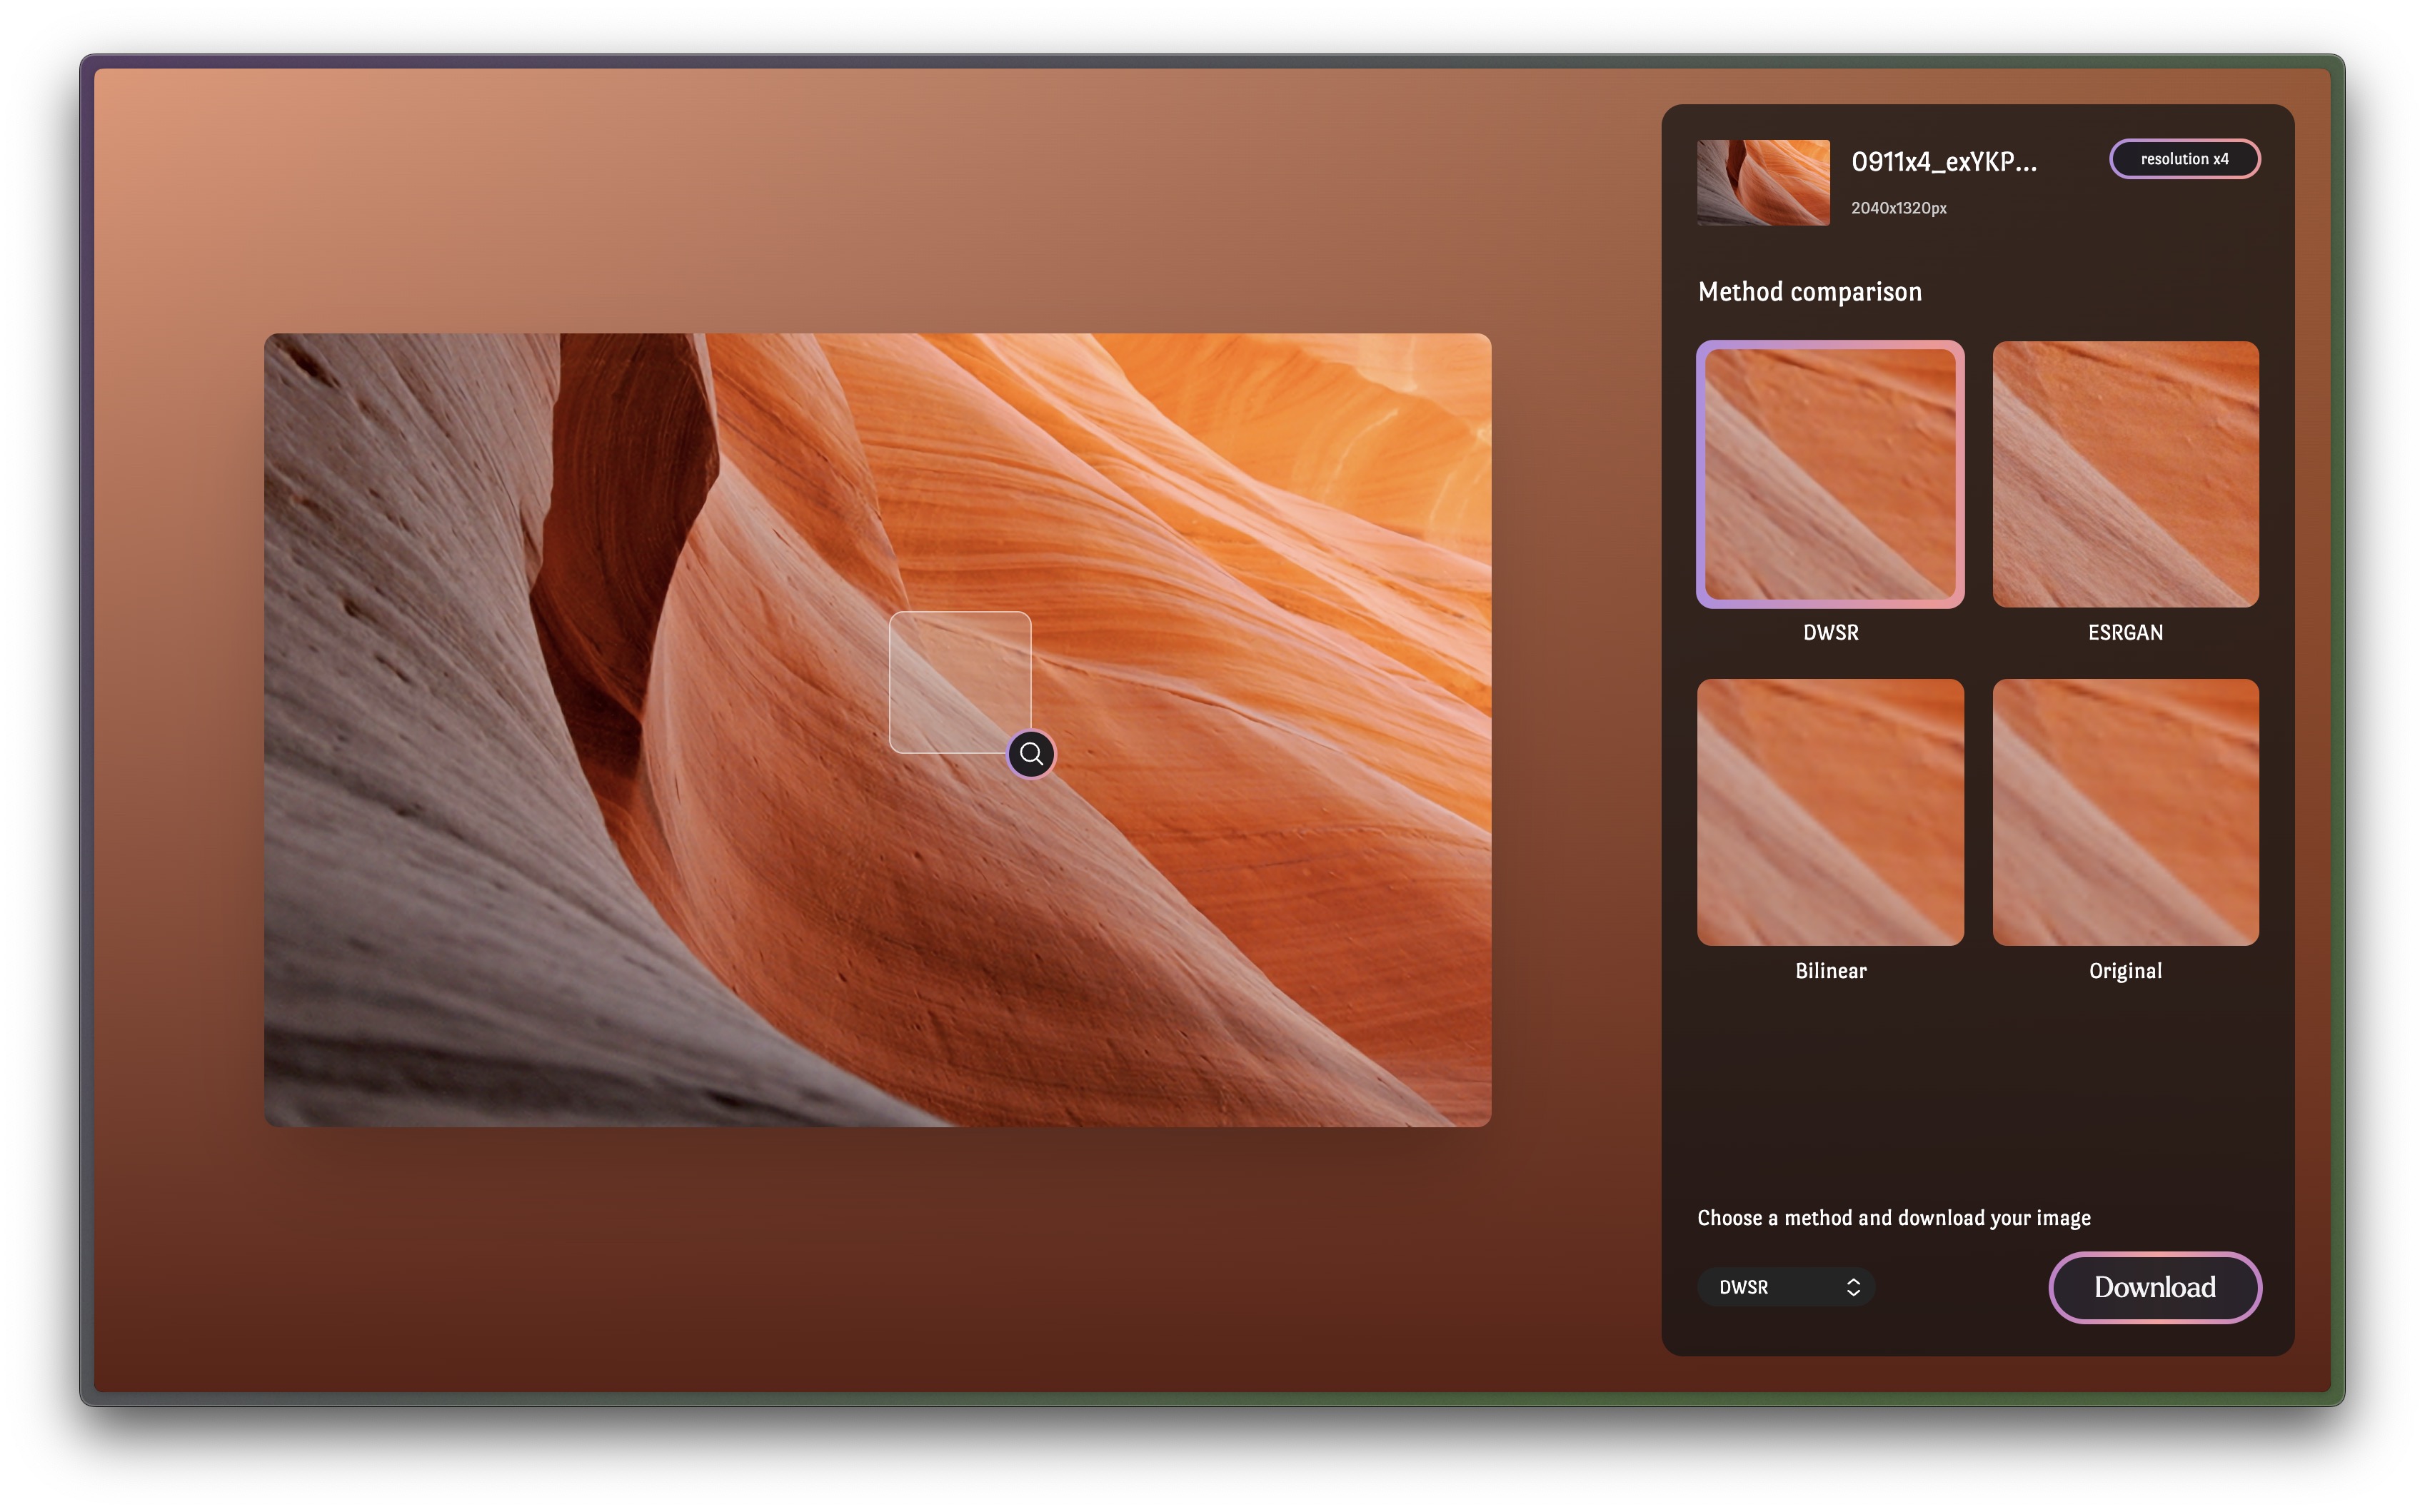 0911x4_exYKP...
resolution x4
2040x1320px
Method comparison
DWSR
ESRGAN
Bilinear
Original
Choose a method and download your image
DWSR
Download